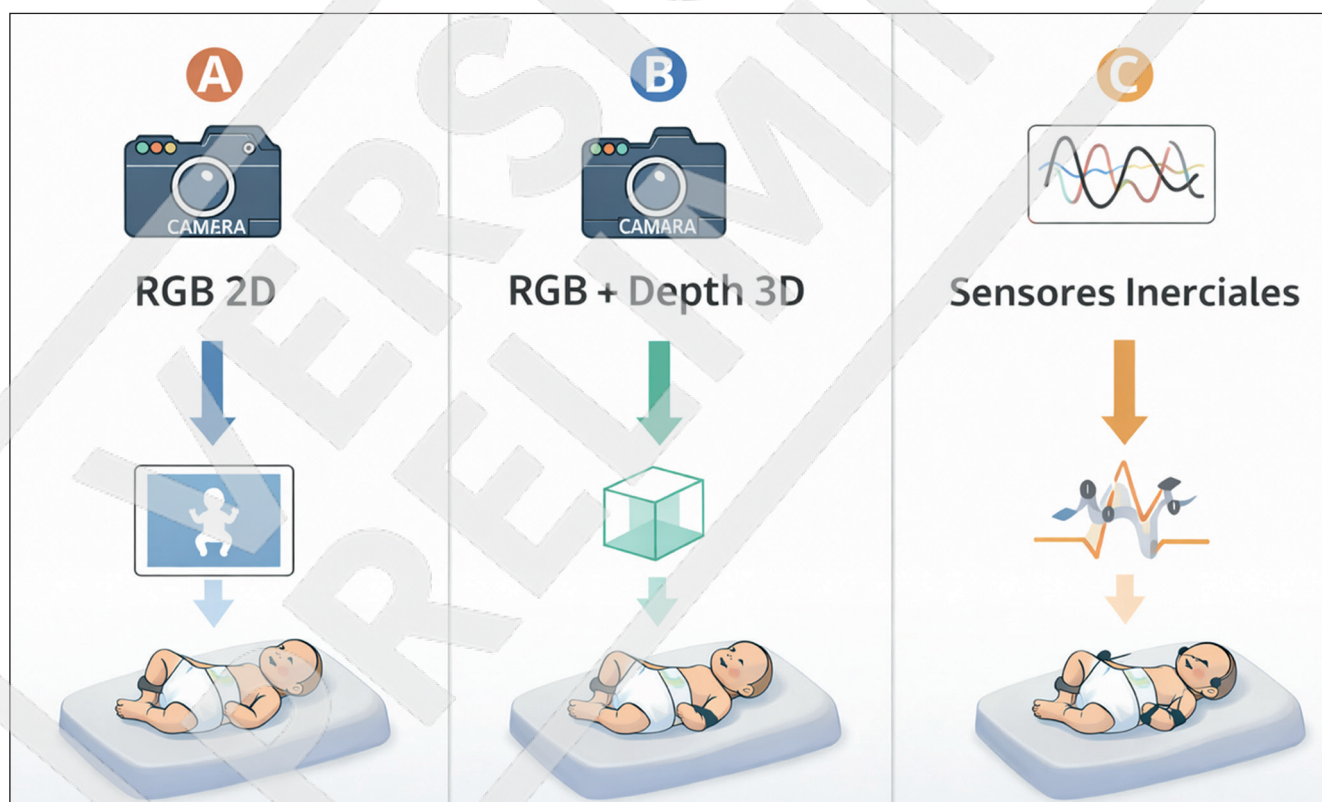 A
CAMERA
RGB 2D
B
CAMARA
RGB + Depth 3D
C
Sensores Inerciales